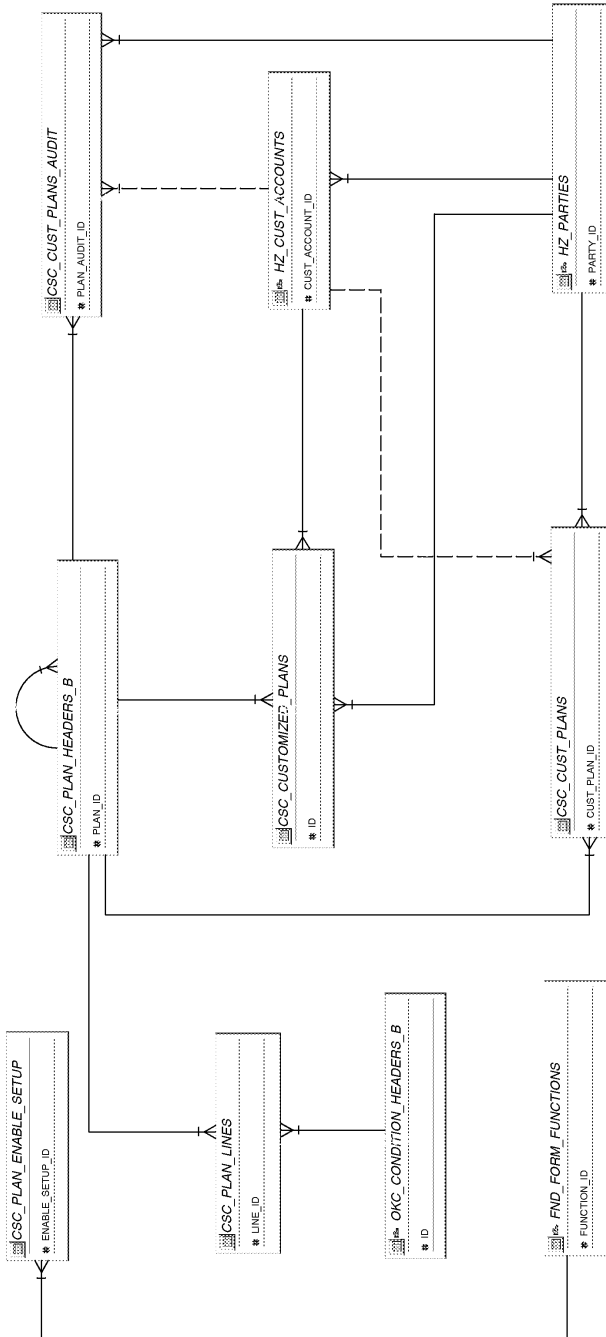 CSC_PLAN_ENABLE_SETUP
# ENABLE_SETUP_ID
CSC_PLAN_HEADERS_B
# PLAN_ID
CSC_CUST_PLANS_AUDIT
# PLAN_AUDIT_ID
CSC_PLAN_LINES
# LINE_ID
CSC_CUSTOMIZED_PLANS
# ID
HZ_CUST_ACCOUNTS
# CUST_ACCOUNT_ID
OKC_CONDITION_HEADERS_B
# ID
FND_FORM_FUNCTIONS
# FUNCTION_ID
CSC_CUST_PLANS
# CUST_PLAN_ID
HZ_PARTIES
# PARTY_ID